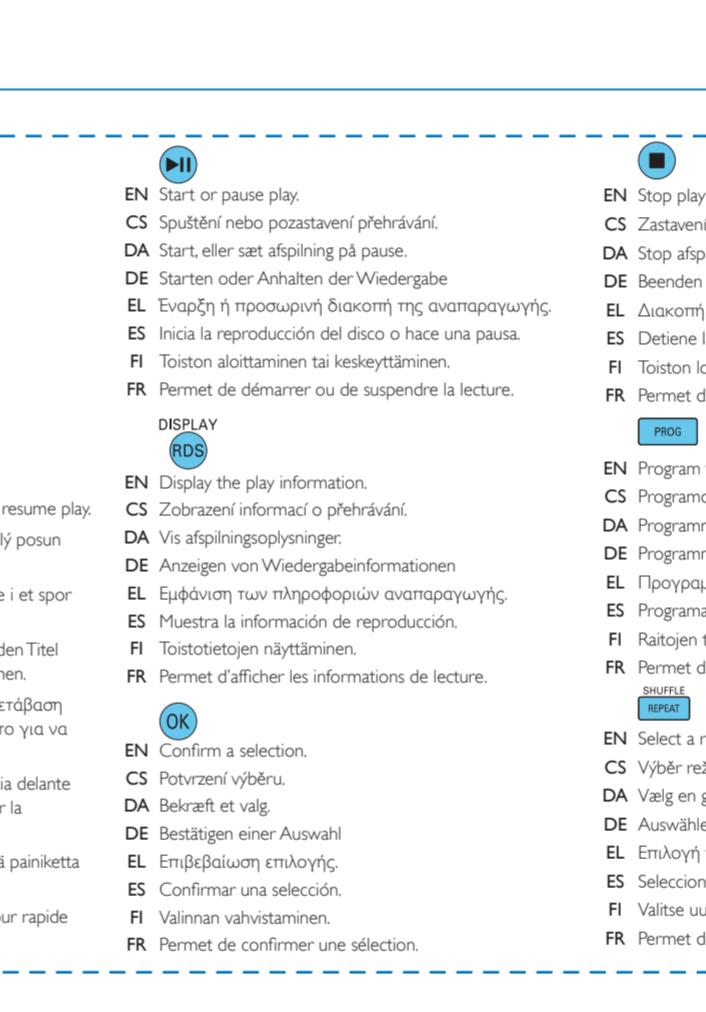 resume play.
lý posun
e i et spor
den Titel
nen.
ετάβαση
το για να
ia delante
r la
ä painiketta
our rapide
EN Start or pause play.
CS Spuštění nebo pozastavení přehrávání.
DA Start, eller sæt afspilning på pause.
DE Starten oder Anhalten der Wiedergabe
EL Έναρξη ή προσωρινή διακοπή της αναπαραγωγής.
ES Inicia la reproducción del disco o hace una pausa.
FI Toiston aloittaminen tai keskeyttäminen.
FR Permet de démarrer ou de suspendre la lecture.
DISPLAY
RDS
EN Display the play information.
CS Zobrazení informací o přehrávání.
DA Vis afspilningsoplysninger.
DE Anzeigen von Wiedergabeinformationen
EL Εμφάνιση των πληροφοριών αναπαραγωγής.
ES Muestra la información de reproducción.
FI Toistotietojen näyttäminen.
FR Permet d'afficher les informations de lecture.
OK
EN Confirm a selection.
CS Potvrzení výběru.
DA Bekræft et valg.
DE Bestätigen einer Auswahl
EL Επιβεβαίωση επιλογής.
ES Confirmar una selección.
FI Valinnan vahvistaminen.
FR Permet de confirmer une sélection.
EN Stop play
CS Zastavení
DA Stop afsp
DE Beenden
EL Διακοπή
ES Detiene l
FI Toiston lo
FR Permet d
PROG
EN Program
CS Programo
DA Programm
DE Programm
EL Προγραμ
ES Programa
FI Raitojen t
FR Permet d
SHUFFLE
REPEAT
EN Select a r
CS Výběr rež
DA Vælg en g
DE Auswähle
EL Επιλογή
ES Seleccion
FI Valitse uu
FR Permet d